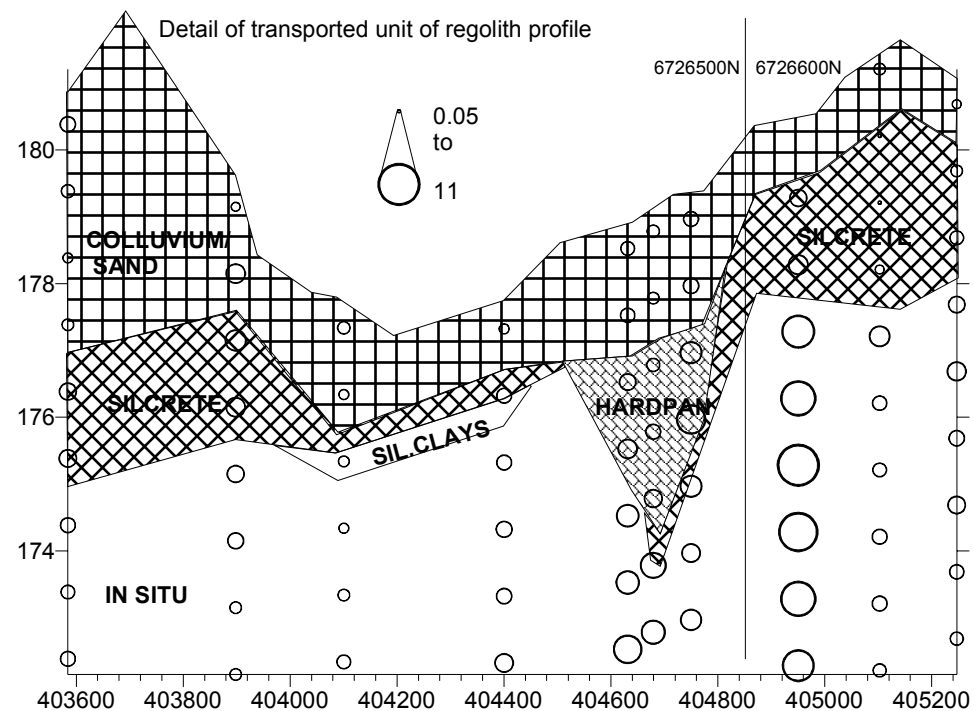 Detail of transported unit of regolith profile
6726500N 6726600N
0.05
to
11
180
178
176
174
COLLUVIUM/
SAND
SILCRETE
SILCRETE
HARDPAN
SIL.CLAYS
IN SITU
403600 403800 404000 404200 404400 404600 404800 405000 405200